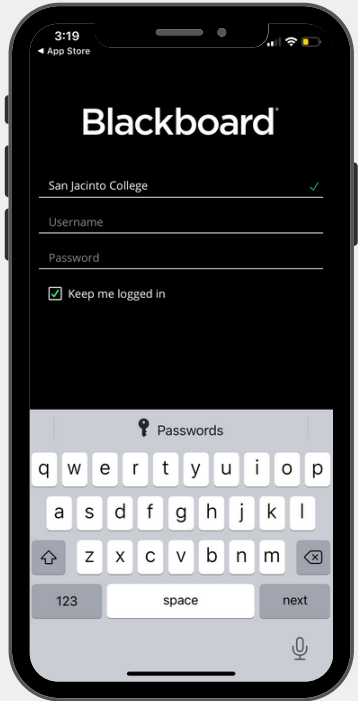 3:19
◀ App Store
Blackboard
San Jacinto College
Username
Password
Keep me logged in
Passwords
q w e r t y u i o p
a s d f g h j k l
z x c v b n m
123 space next